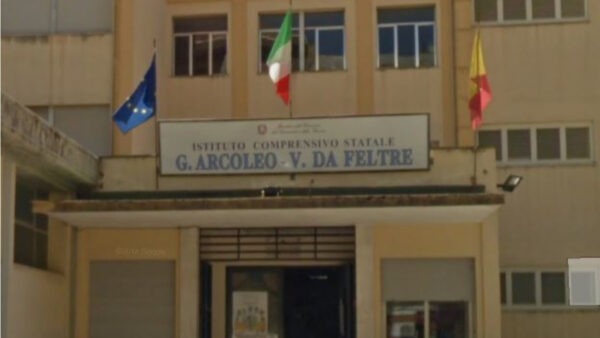 ISTITUTO COMPRENSIVO STATALE
G. ARCOLEO - V. DA FELTRE